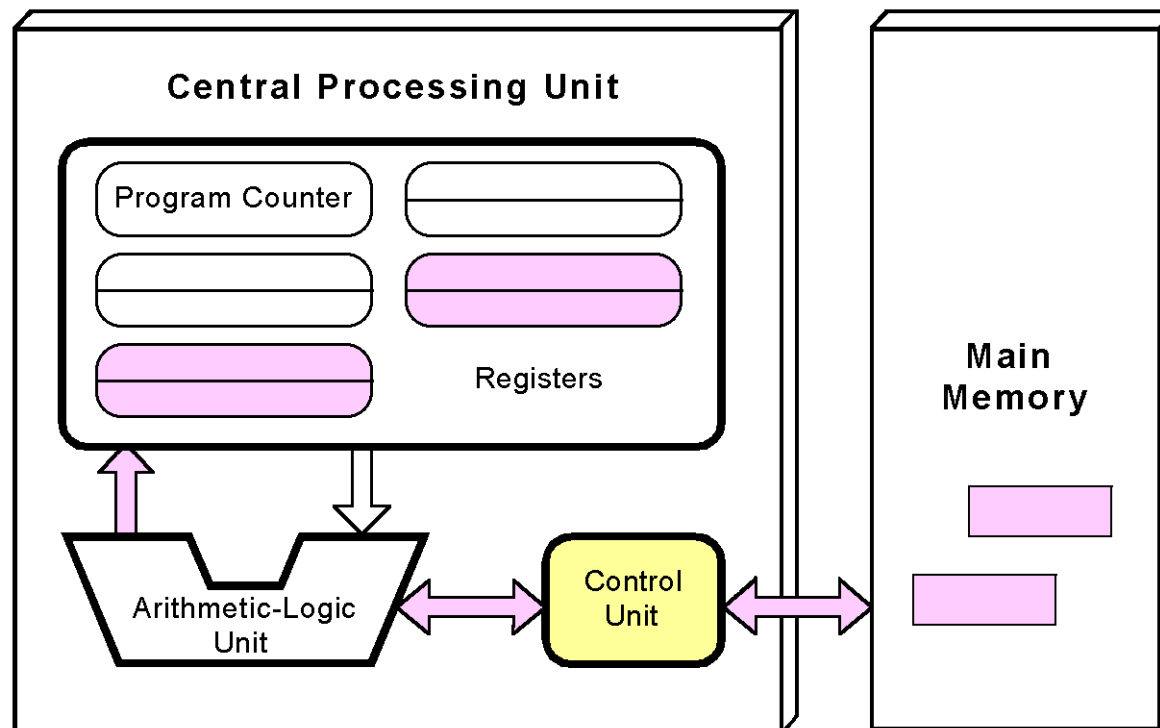 Central Processing Unit
Program Counter
Registers
Main
Memory
Arithmetic-Logic
Unit
Control
Unit